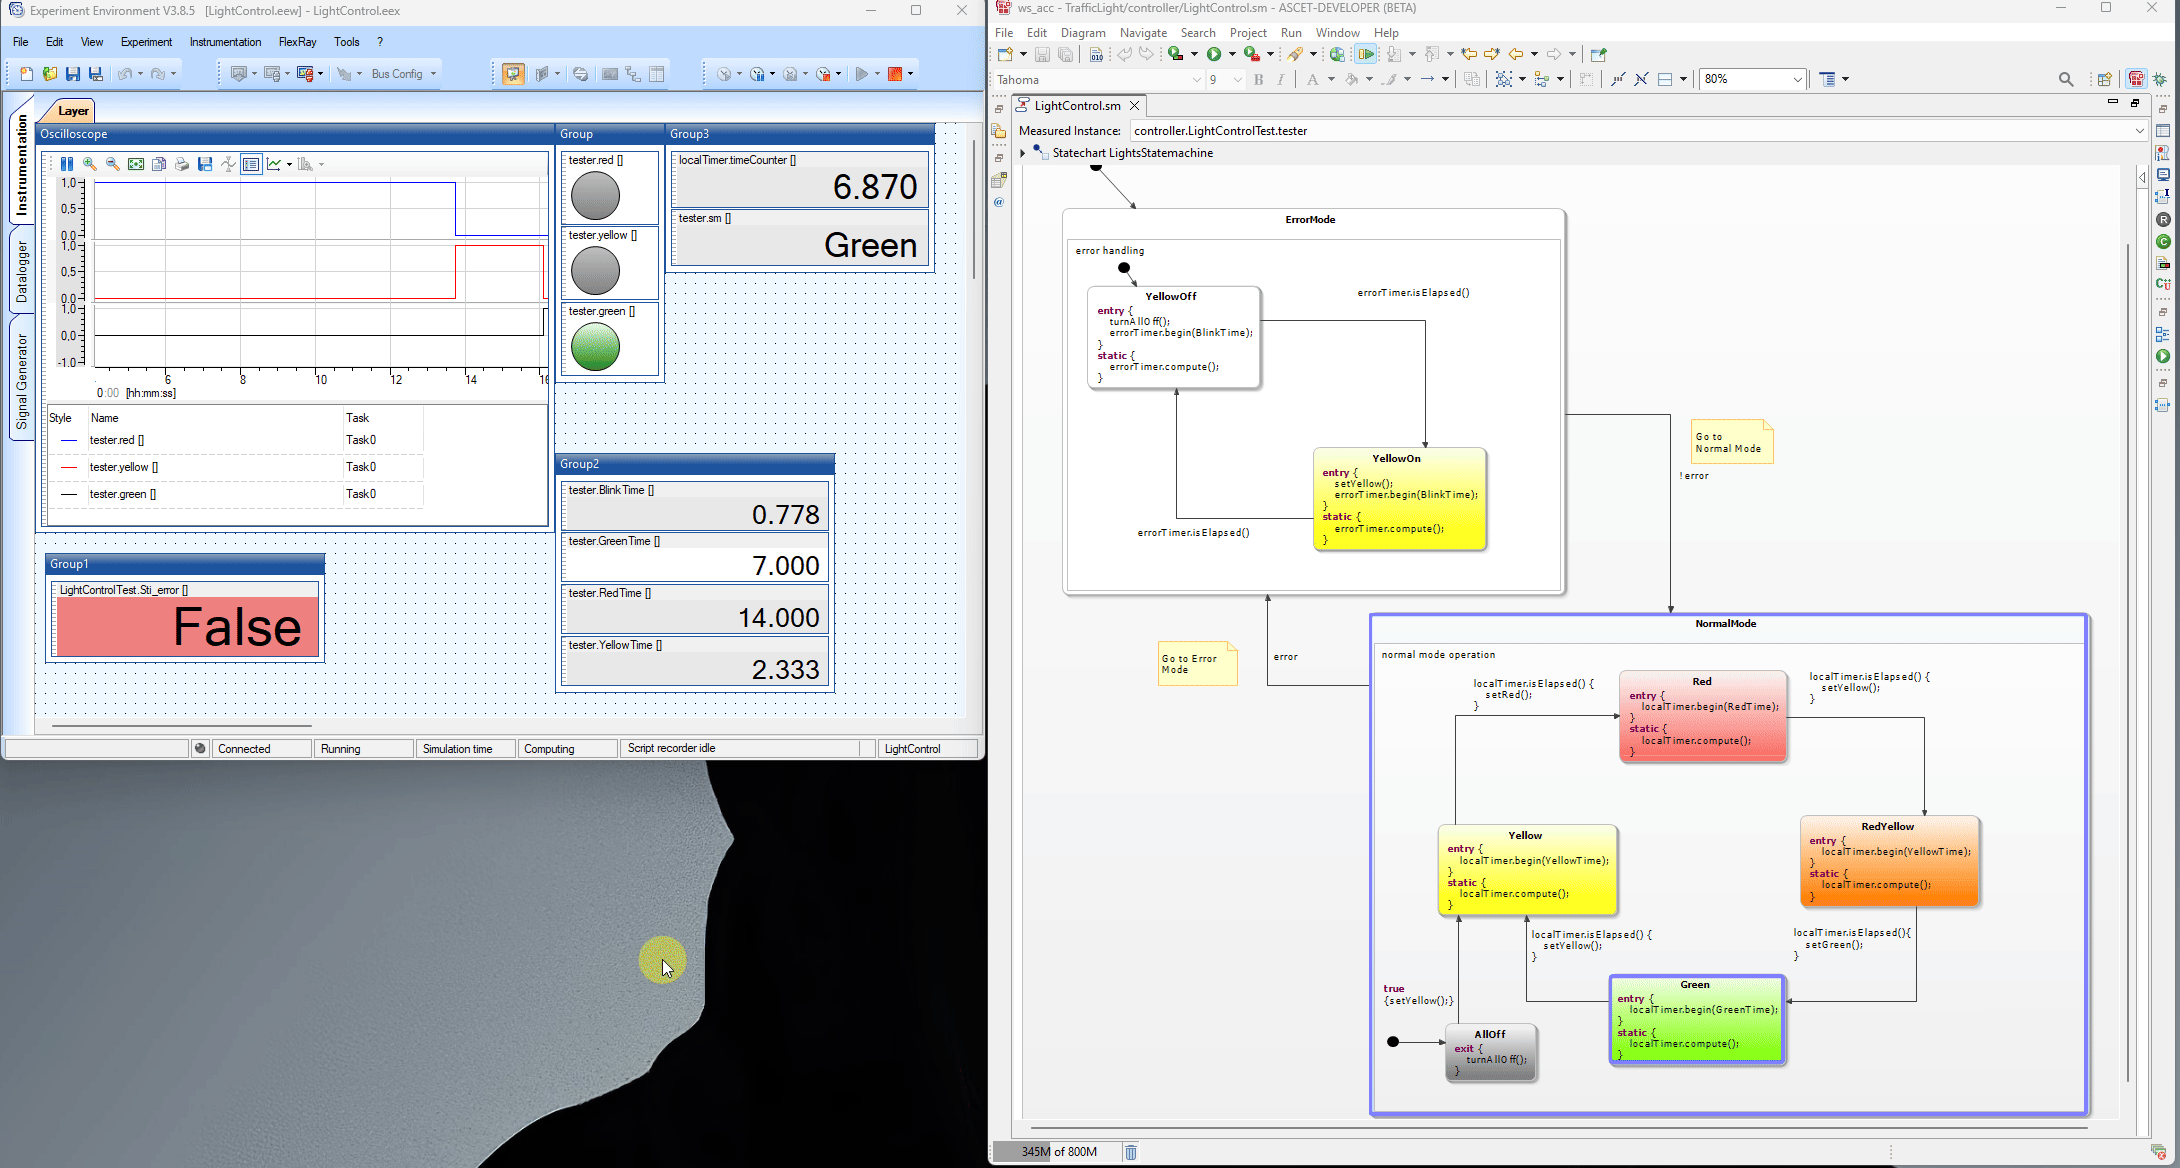 Experiment Environment V3.8.5   [LightControl.eew] - LightControl.eex
File Edit View Experiment Instrumentation FlexRay Tools ?
Bus Config
Layer
Instrumentation
Datalogger
Signal Generator
Oscilloscope
1,0
0,5
0,0
1,0
0,5
0,0
1,0
0,0
-1,0
6 8 10 12 14 16
0:00 [hh:mm:ss]
Style Name Task
tester.red [] Task0
tester.yellow [] Task0
tester.green [] Task0
Group
tester.red []
tester.yellow []
tester.green []
Group3
localTimer.timeCounter []
6.870
tester.sm []
Green
Group1
LightControlTest.Sti_error []
False
Group2
tester.BlinkTime []
0.778
tester.GreenTime []
7.000
tester.RedTime []
14.000
tester.YellowTime []
2.333
Connected Running Simulation time Computing Script recorder idle LightControl
ws_acc - TrafficLight/controller/LightControl.sm - ASCET-DEVELOPER (BETA)
File Edit Diagram Navigate Search Project Run Window Help
Tahoma 9 B I A 80%
LightControl.sm
Measured Instance: controller.LightControlTest.tester
Statechart LightsStatemachine
ErrorMode
error handling
YellowOff
entry {
turnAllOff();
errorTimer.begin(BlinkTime);
}
static {
errorTimer.compute();
}
errorTimer.isElapsed()
YellowOn
entry {
setYellow();
errorTimer.begin(BlinkTime);
}
static {
errorTimer.compute();
}
errorTimer.isElapsed()
Go to
Normal Mode
! error
Go to Error
Mode
error
NormalMode
normal mode operation
localTimer.isElapsed() {
setRed();
}
Red
entry {
localTimer.begin(RedTime);
}
static {
localTimer.compute();
}
localTimer.isElapsed() {
setYellow();
}
Yellow
entry {
localTimer.begin(YellowTime);
}
static {
localTimer.compute();
}
RedYellow
entry {
localTimer.begin(YellowTime);
}
static {
localTimer.compute();
}
localTimer.isElapsed() {
setYellow();
}
localTimer.isElapsed(){
setGreen();
}
true
{setYellow();}
Green
entry {
localTimer.begin(GreenTime);
}
static {
localTimer.compute();
}
AllOff
exit {
turnAllOff();
}
345M of 800M